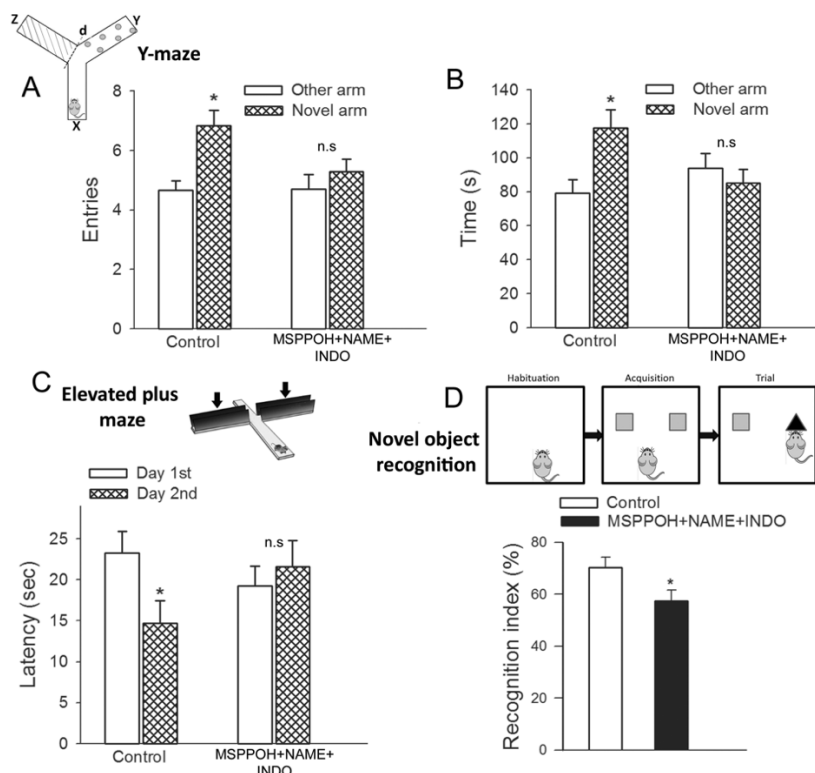 Z
d
Y
X
Y-maze
A
Other arm
Novel arm
8
6
4
2
0
Entries
*
n.s
Control
MSPPOH+NAME+
INDO
B
Other arm
Novel arm
140
120
100
80
60
40
20
0
Time (s)
*
n.s
Control
MSPPOH+NAME+
INDO
C
Elevated plus
maze
Day 1st
Day 2nd
25
20
15
10
5
0
Latency (sec)
*
n.s
Control
MSPPOH+NAME+
INDO
D
Habituation
Acquisition
Trial
Novel object
recognition
Control
MSPPOH+NAME+INDO
80
60
40
20
0
Recognition index (%)
*